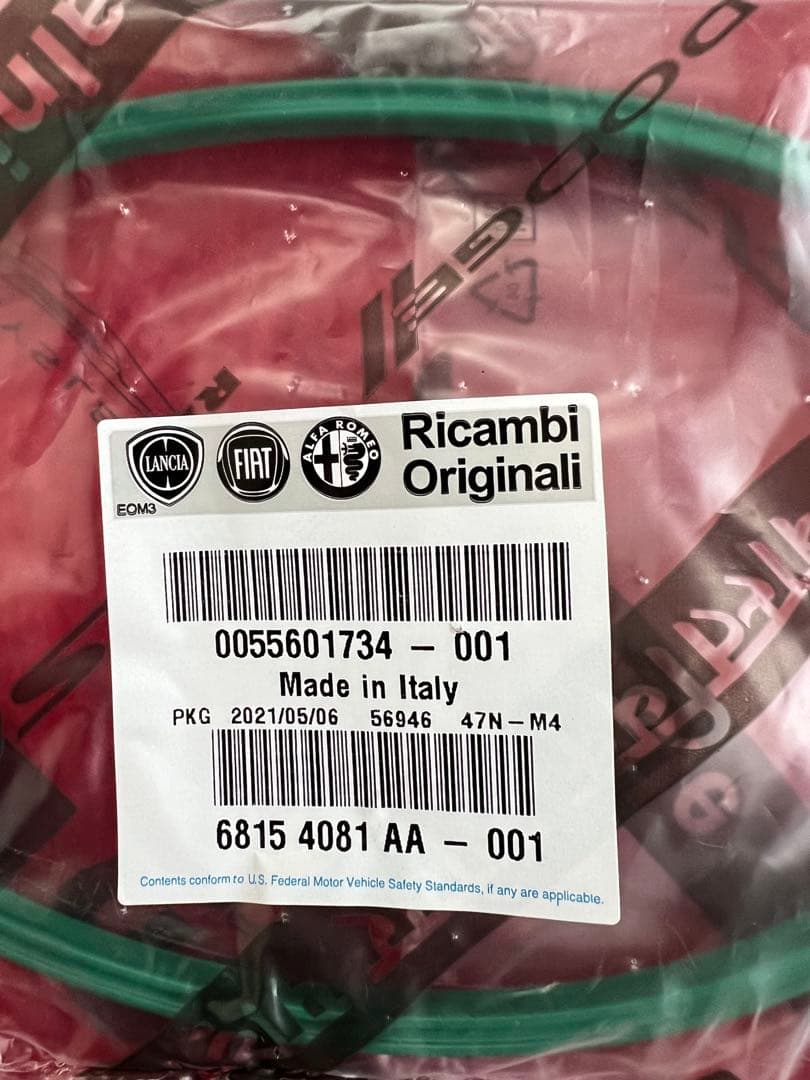 DODGE
LANCIA
FIAT
ALFA ROMEO
Ricambi
Originali
EOM3
0055601734 – 001
Made in Italy
PKG 2021/05/06 56946 47N–M4
6815 4081 AA – 001
Contents conform to U.S. Federal Motor Vehicle Safety Standards, if any are applicable.